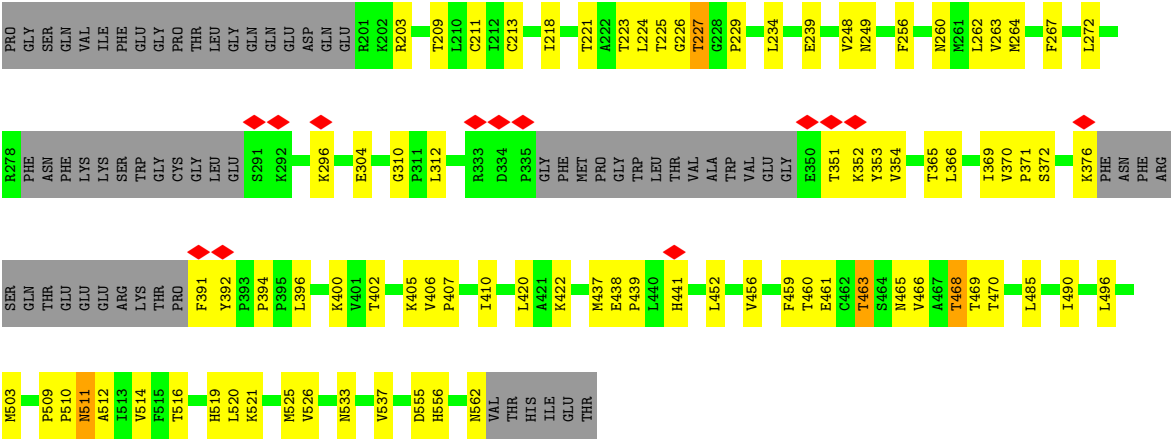 PRO GLY SER GLN VAL ILE PHE GLU GLY PRO THR LEU GLY GLN GLN GLU ASP GLN GLU R201 K202 R203 T209 L210 C211 I212 C213 I218 T221 A222 T223 L224 T225 G226 T227 G228 P229 L234 E239 V248 N249 F256 N260 M261 L262 V263 M264 F267 L272
R278 PHE ASN PHE LYS LYS SER TRP GLY CYS GLY LEU GLU S291 K292 K296 E304 G310 P311 L312 R333 D334 P335 GLY PHE MET PRO GLY TRP LEU THR VAL ALA TRP VAL GLU GLY E350 T351 K352 Y353 V354 T365 L366 I369 V370 P371 S372 K376 PHE ASN PHE ARG
SER GLN THR GLU GLU GLU ARG LYS THR PRO F391 Y392 P393 P394 P395 L396 K400 V401 T402 K405 V406 P407 I410 L420 A421 K422 M437 E438 P439 L440 H441 L452 V456 F459 T460 E461 C462 T463 S464 N465 V466 A467 T468 T469 T470 L485 I490 L496
M503 P509 P510 N511 A512 I513 V514 F515 T516 H519 L520 K521 M525 V526 N533 V537 D555 H556 N562 VAL THR HIS ILE GLU THR